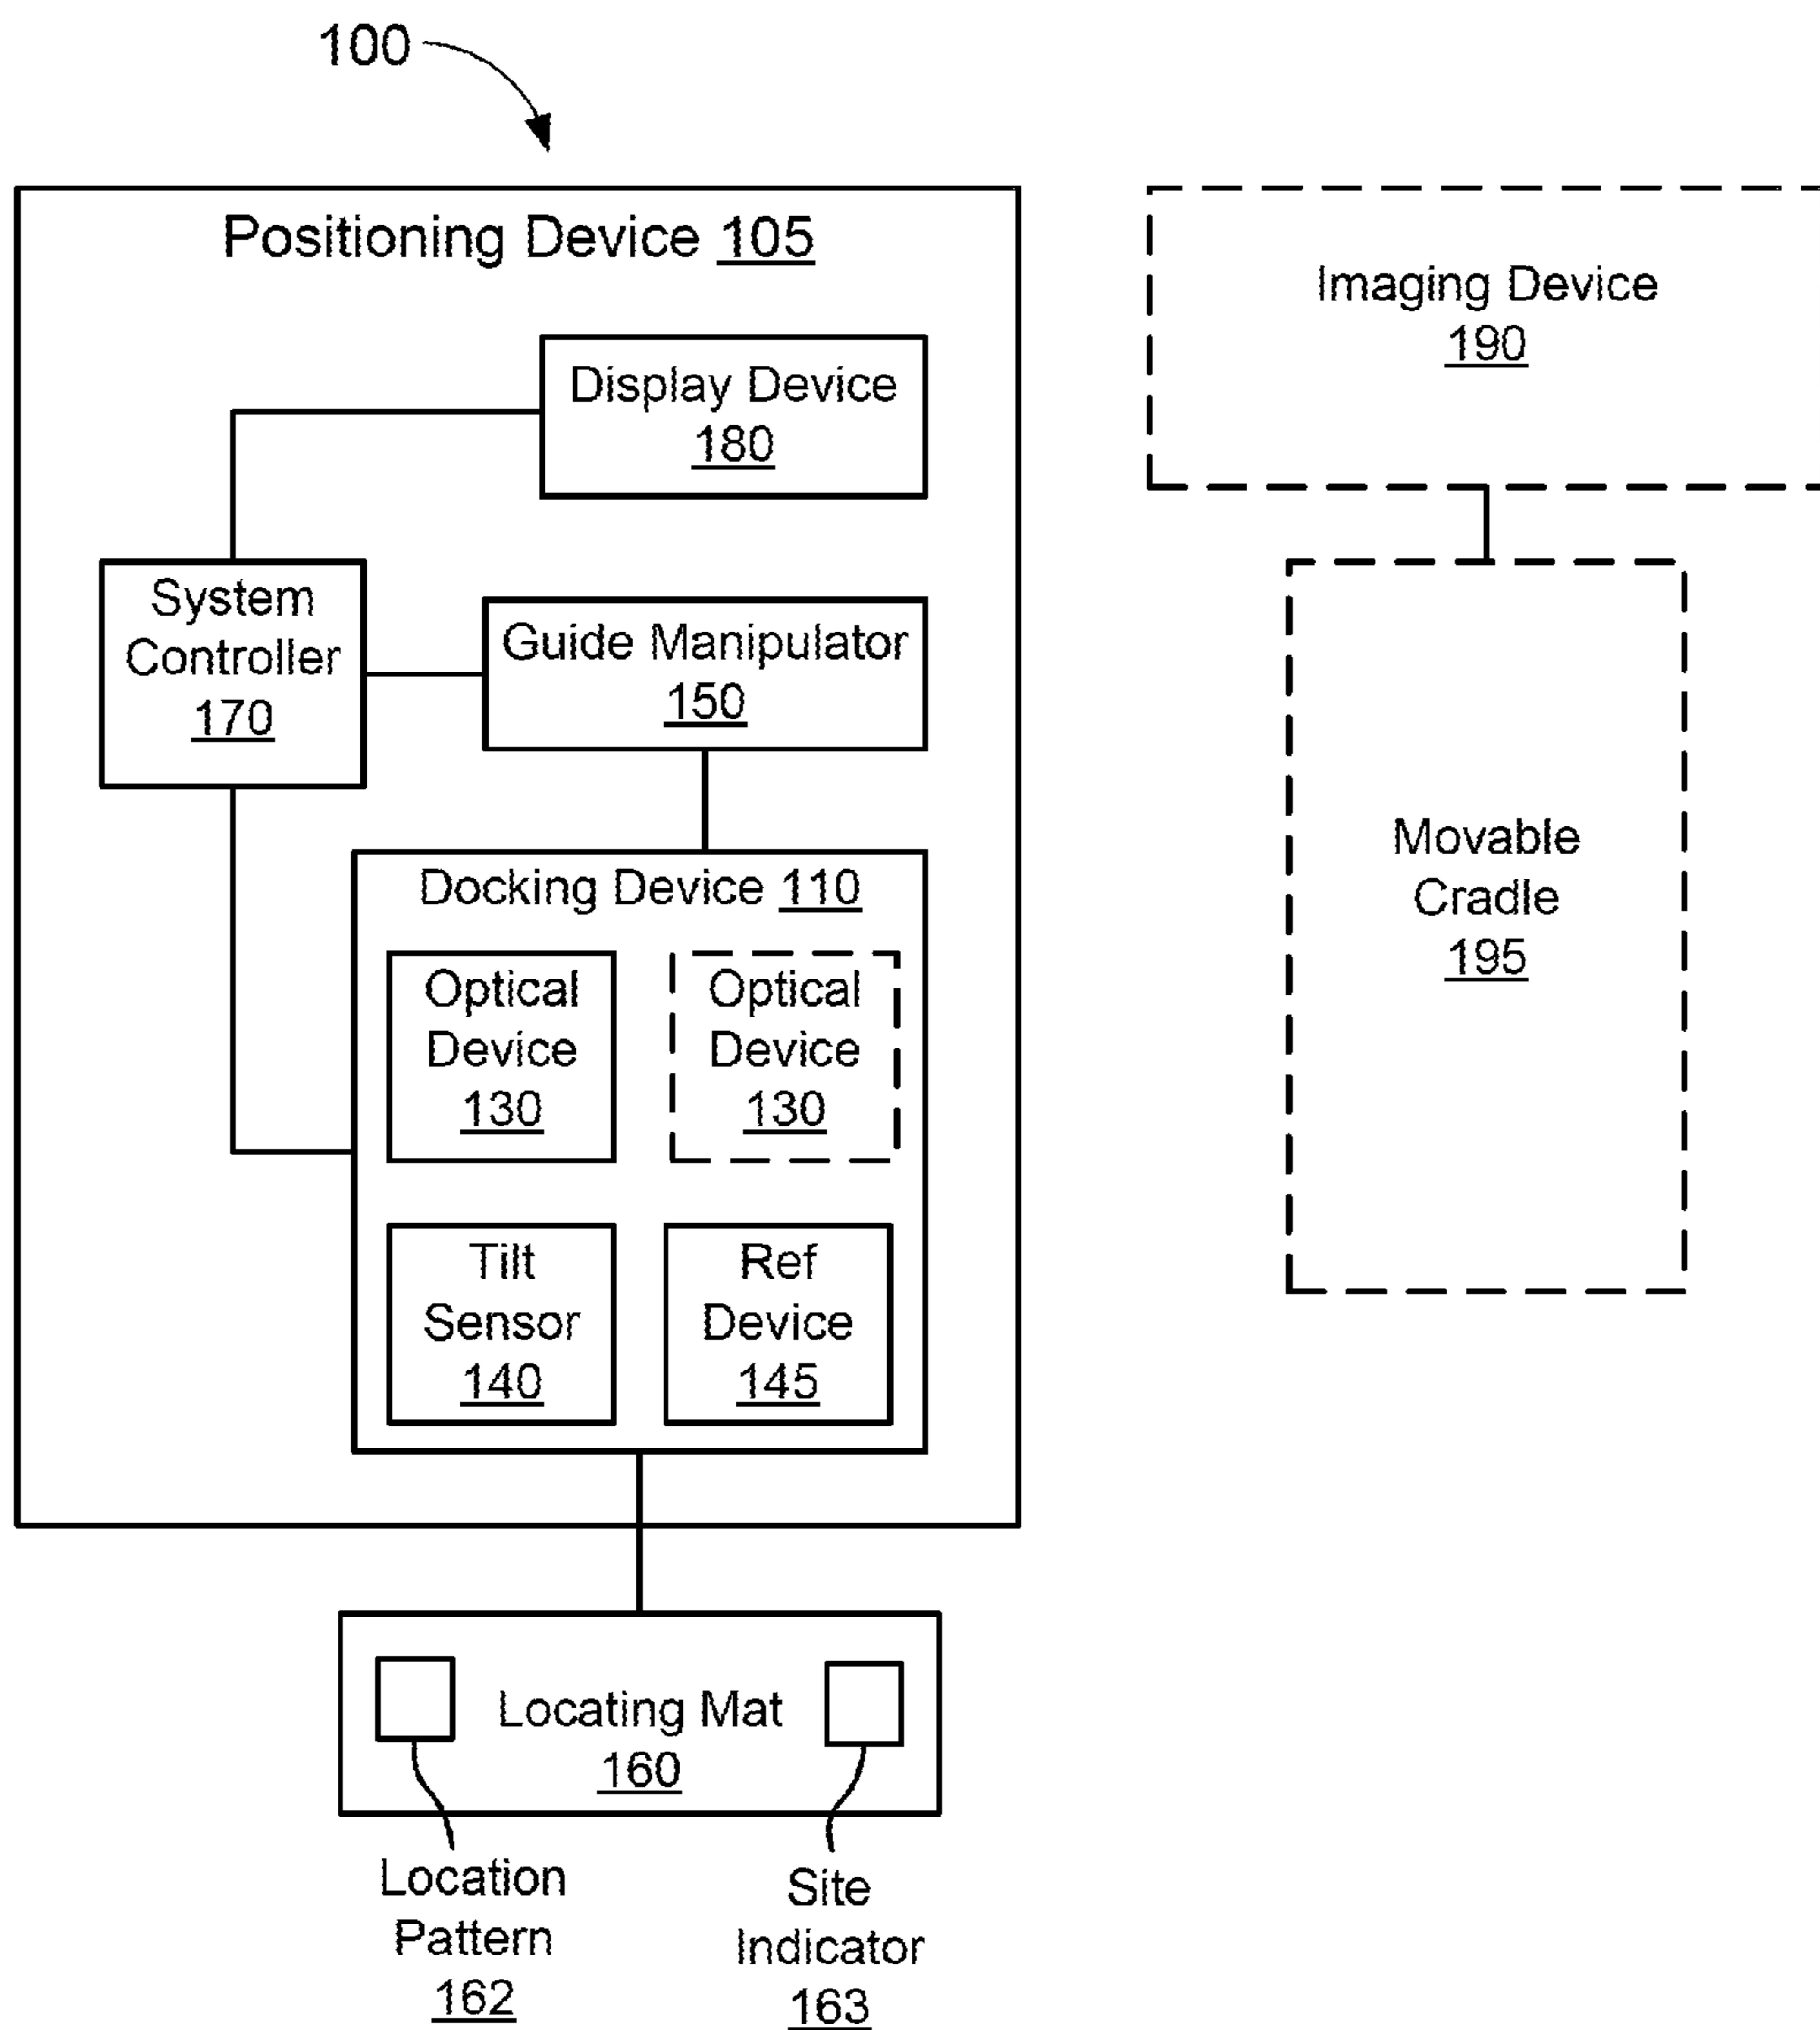 100
Positioning Device 105
Display Device
180
System
Controller
170
Guide Manipulator
150
Docking Device 110
Optical
Device
130
Optical
Device
130
Tilt
Sensor
140
Ref
Device
145
Locating Mat
160
Location
Pattern
162
Site
Indicator
163
Imaging Device
190
Movable
Cradle
195